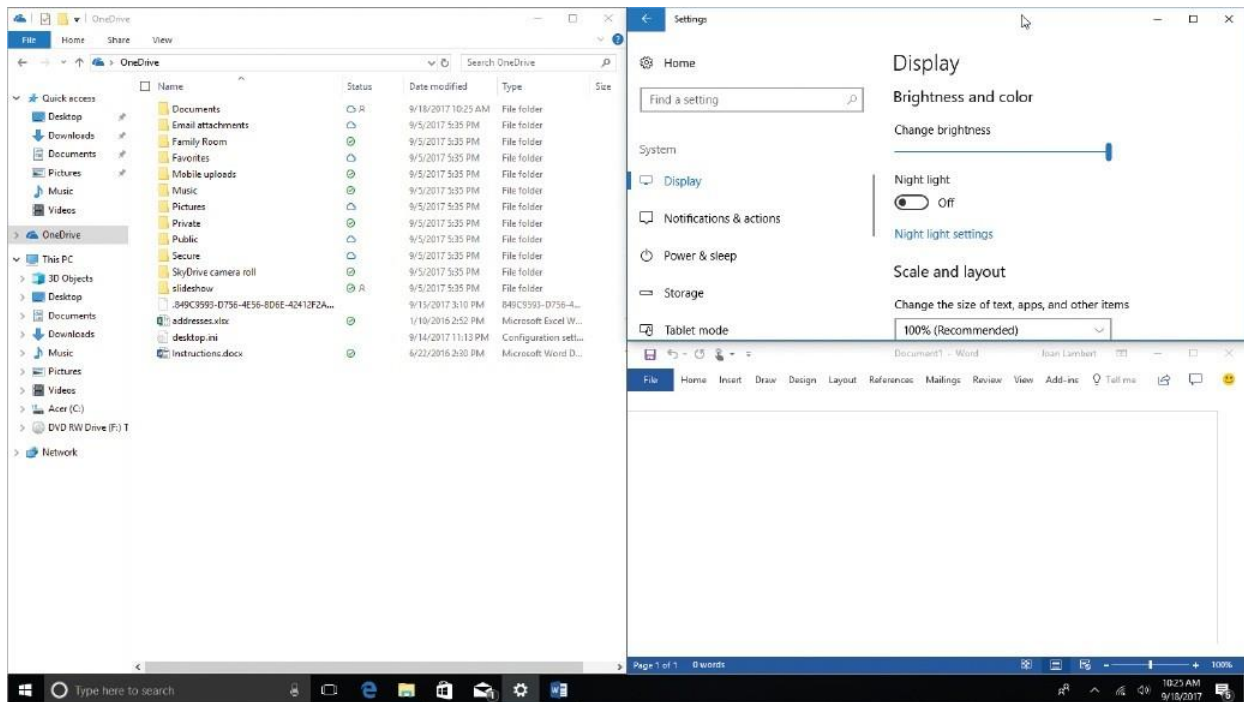 OneDrive
File Home Share View
OneDrive
Search OneDrive
Name Status Date modified Type Size
Quick access
Desktop
Downloads
Documents
Pictures
Music
Videos
OneDrive
This PC
3D Objects
Desktop
Documents
Downloads
Music
Pictures
Videos
Acer (C:)
DVD RW Drive (F:) T
Network
Documents 9/18/2017 10:25 AM File folder
Email attachments 9/5/2017 5:35 PM File folder
Family Room 9/5/2017 5:35 PM File folder
Favorites 9/5/2017 5:35 PM File folder
Mobile uploads 9/5/2017 5:35 PM File folder
Music 9/5/2017 5:35 PM File folder
Pictures 9/5/2017 5:35 PM File folder
Private 9/5/2017 5:35 PM File folder
Public 9/5/2017 5:35 PM File folder
Secure 9/5/2017 5:35 PM File folder
SkyDrive camera roll 9/5/2017 5:35 PM File folder
slideshow 9/5/2017 5:35 PM File folder
.849C9593-D756-4E56-8D6E-42412F2A... 9/15/2017 3:10 PM 849C9593-D756-4...
addresses.xlsx 1/10/2016 2:52 PM Microsoft Excel W...
desktop.ini 9/14/2017 11:13 PM Configuration sett...
Instructions.docx 6/22/2016 2:30 PM Microsoft Word D...
Settings
Home
Find a setting
System
Display
Notifications & actions
Power & sleep
Storage
Tablet mode
Display
Brightness and color
Change brightness
Night light
Off
Night light settings
Scale and layout
Change the size of text, apps, and other items
100% (Recommended)
Document1 - Word Joan Lambert
File Home Insert Draw Design Layout References Mailings Review View Add-ins Tell me
Page 1 of 1 0 words 100%
Type here to search
10:25 AM
9/18/2017
5